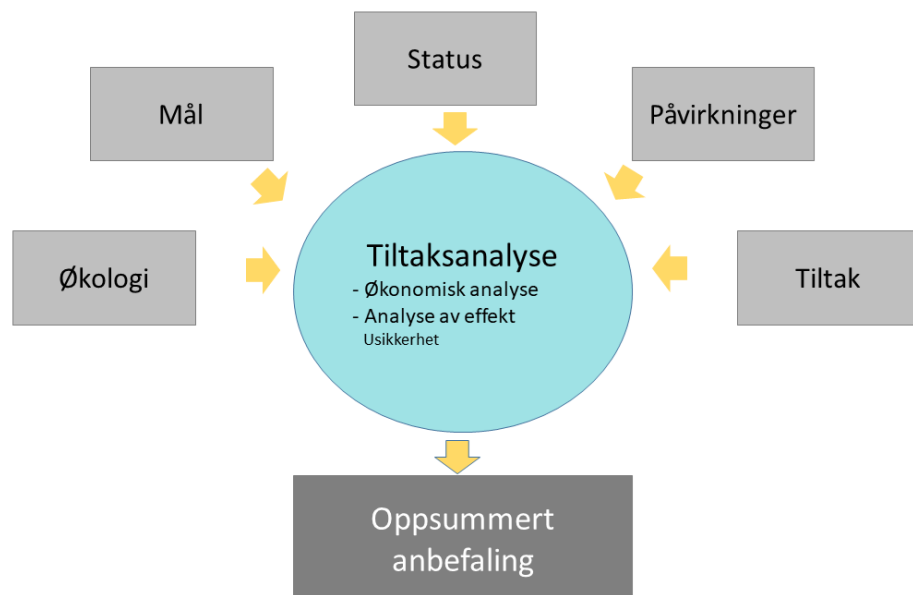 Status
Mål
Påvirkninger
Økologi
Tiltak
Tiltaksanalyse
- Økonomisk analyse
- Analyse av effekt
Usikkerhet
Oppsummert
anbefaling